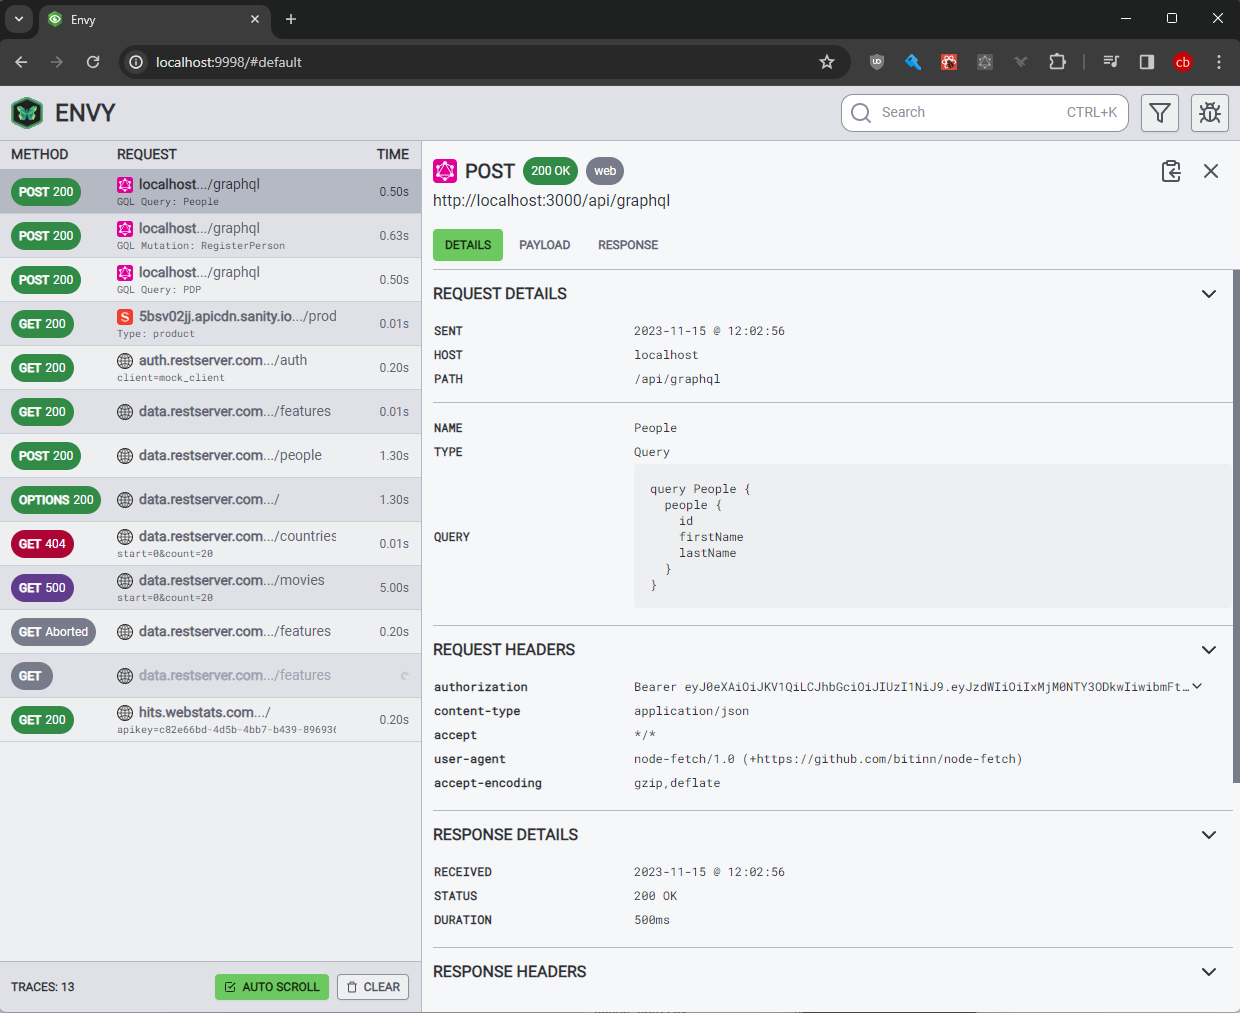 Envy
localhost:9998/#default
cb
ENVY
Search CTRL+K
METHOD REQUEST TIME
POST 200 localhost.../graphql 0.50s
GQL Query: People
POST 200 localhost.../graphql 0.63s
GQL Mutation: RegisterPerson
POST 200 localhost.../graphql 0.50s
GQL Query: PDP
GET 200 S 5bsv02jj.apicdn.sanity.io.../prod 0.01s
Type: product
GET 200 auth.restserver.com.../auth 0.20s
client=mock_client
GET 200 data.restserver.com.../features 0.01s
POST 200 data.restserver.com.../people 1.30s
OPTIONS 200 data.restserver.com.../ 1.30s
GET 404 data.restserver.com.../countries 0.01s
start=0&count=20
GET 500 data.restserver.com.../movies 5.00s
start=0&count=20
GET Aborted data.restserver.com.../features 0.20s
GET data.restserver.com.../features
GET 200 hits.webstats.com.../ 0.20s
apikey=c82e66bd-4d5b-4bb7-b439-896936
TRACES: 13 AUTO SCROLL CLEAR
POST 200 OK web
http://localhost:3000/api/graphql
DETAILS PAYLOAD RESPONSE
REQUEST DETAILS
SENT 2023-11-15 @ 12:02:56
HOST localhost
PATH /api/graphql
NAME People
TYPE Query
QUERY
query People {
people {
id
firstName
lastName
}
}
REQUEST HEADERS
authorization Bearer eyJ0eXAiOiJKV1QiLCJhbGciOiJIUzI1NiJ9.eyJzdWIiOiIxMjM0NTY3ODkwIiwibmFt...
content-type application/json
accept */*
user-agent node-fetch/1.0 (+https://github.com/bitinn/node-fetch)
accept-encoding gzip,deflate
RESPONSE DETAILS
RECEIVED 2023-11-15 @ 12:02:56
STATUS 200 OK
DURATION 500ms
RESPONSE HEADERS